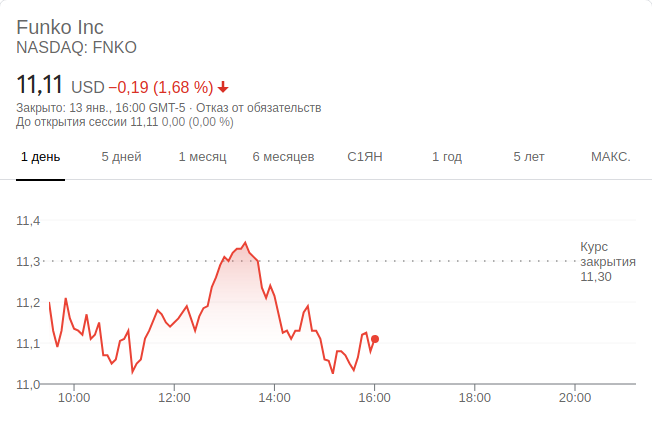 Funko Inc
NASDAQ: FNKO
11,11 USD −0,19 (1,68 %)
Закрыто: 13 янв., 16:00 GMT-5 · Отказ от обязательств
До открытия сессии 11,11 0,00 (0,00 %)
1 день 5 дней 1 месяц 6 месяцев С1ЯН 1 год 5 лет МАКС.
11,4
11,3
11,2
11,1
11,0
Курс
закрытия
11,30
10:00 12:00 14:00 16:00 18:00 20:00